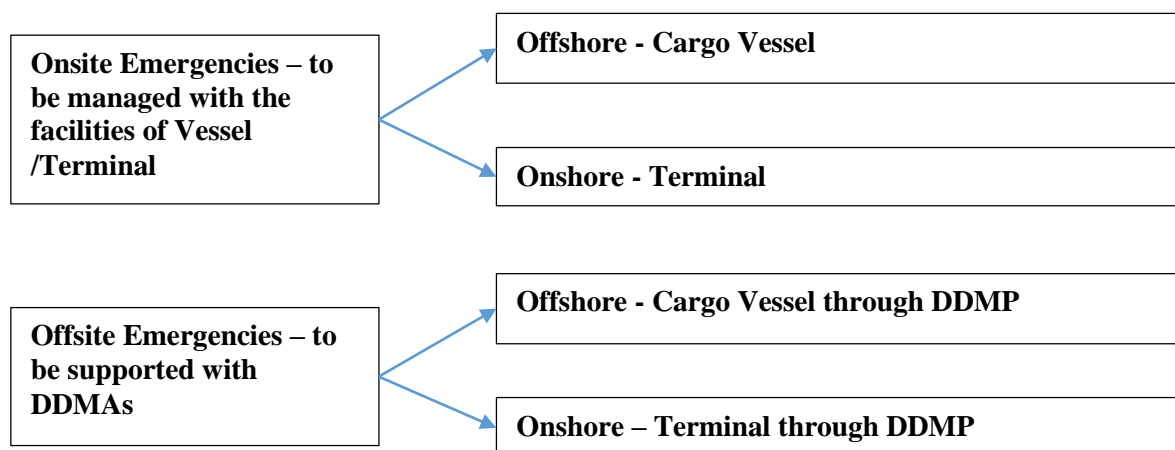 Onsite Emergencies – to
be managed with the
facilities of Vessel
/Terminal
Offshore - Cargo Vessel
Onshore - Terminal
Offsite Emergencies – to
be supported with
DDMAs
Offshore - Cargo Vessel through DDMP
Onshore – Terminal through DDMP